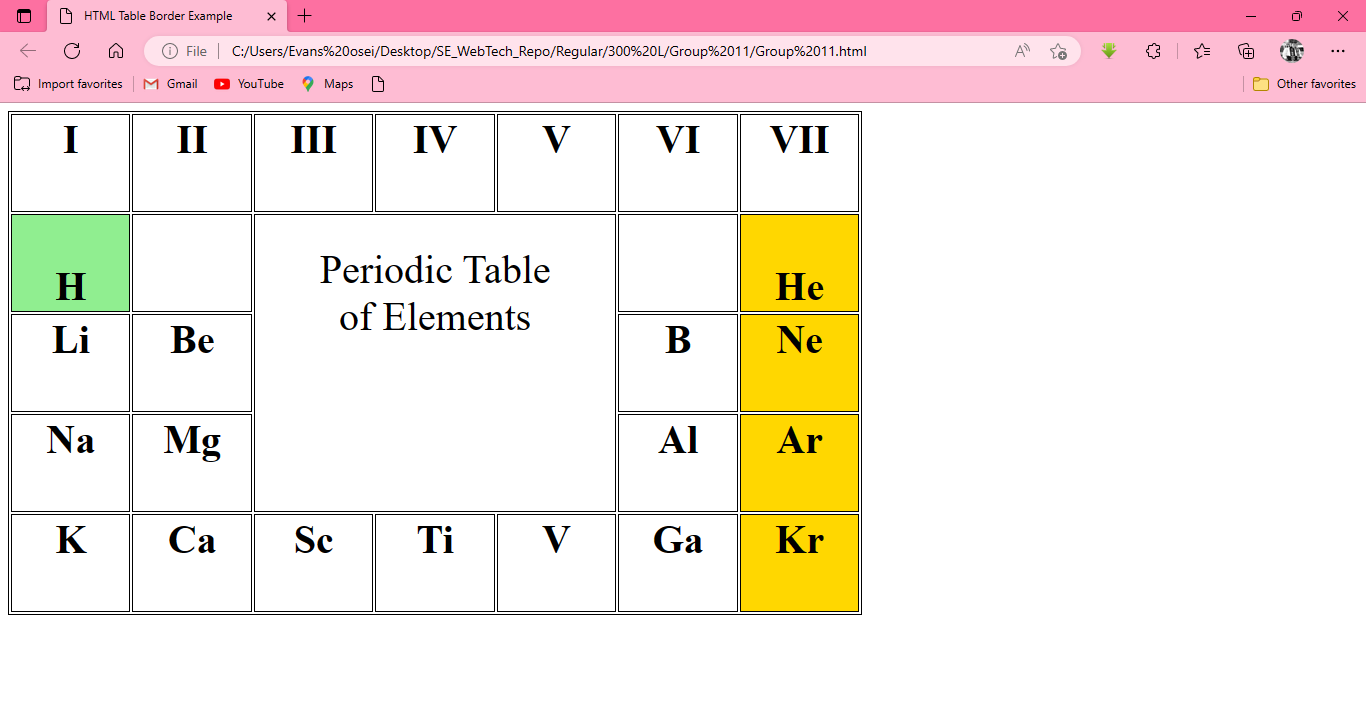 HTML Table Border Example
File C:/Users/Evans%20osei/Desktop/SE_WebTech_Repo/Regular/300%20L/Group%2011/Group%2011.html
Import favorites Gmail YouTube Maps Other favorites
I II III IV V VI VII
H He
Periodic Table
of Elements
Li Be B Ne
Na Mg Al Ar
K Ca Sc Ti V Ga Kr